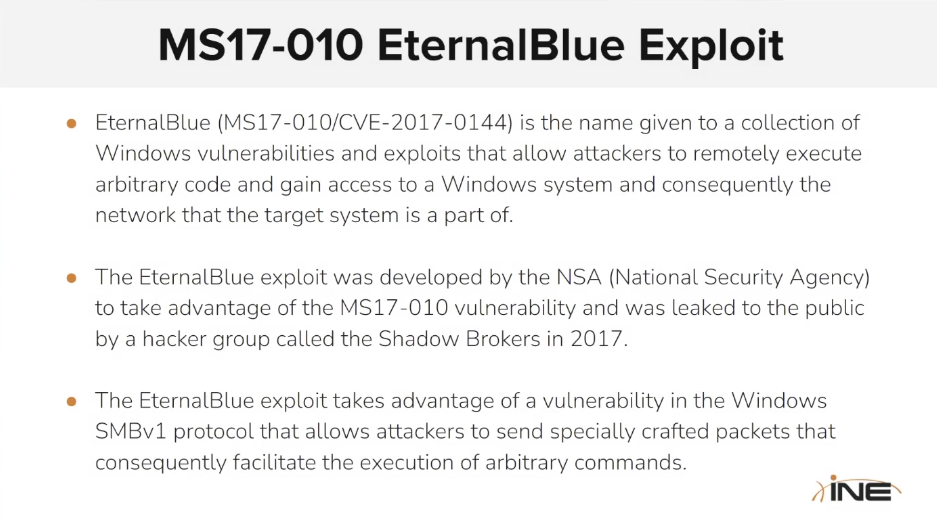 MS17-010 EternalBlue Exploit
EternalBlue (MS17-010/CVE-2017-0144) is the name given to a collection of
Windows vulnerabilities and exploits that allow attackers to remotely execute
arbitrary code and gain access to a Windows system and consequently the
network that the target system is a part of.
The EternalBlue exploit was developed by the NSA (National Security Agency)
to take advantage of the MS17-010 vulnerability and was leaked to the public
by a hacker group called the Shadow Brokers in 2017.
The EternalBlue exploit takes advantage of a vulnerability in the Windows
SMBv1 protocol that allows attackers to send specially crafted packets that
consequently facilitate the execution of arbitrary commands.
iNE